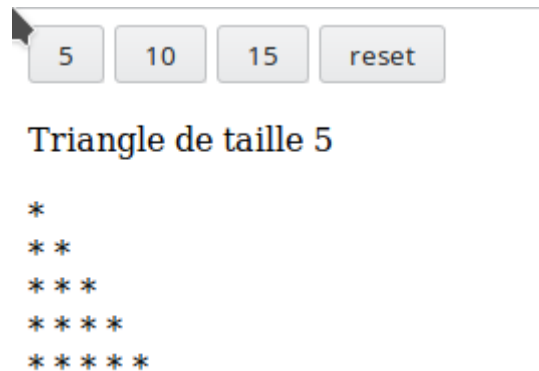 5 10 15 reset
Triangle de taille 5
*
* *
* * *
* * * *
* * * * *